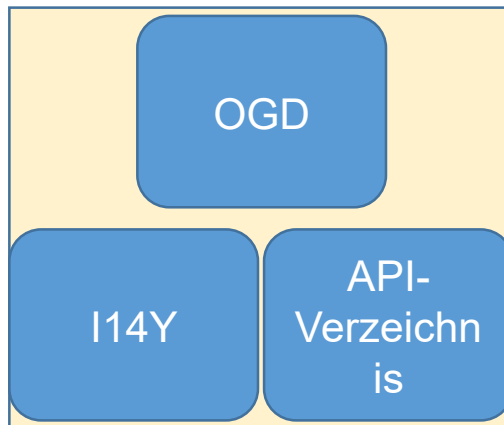 OGD
I14Y
API-
Verzeichn
is